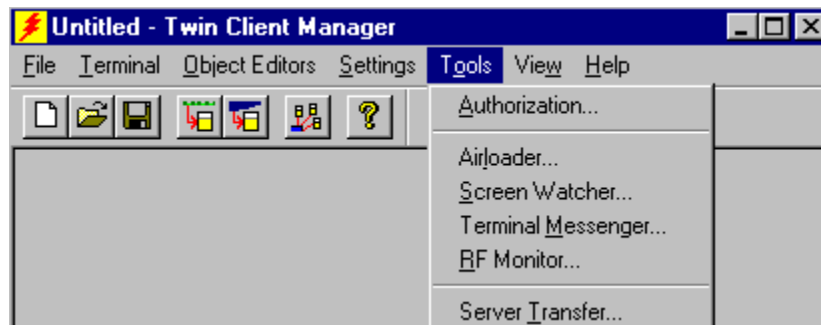 Untitled - Twin Client Manager
File Terminal Object Editors Settings Tools View Help
Authorization...
Airloader...
Screen Watcher...
Terminal Messenger...
RF Monitor...
Server Transfer...